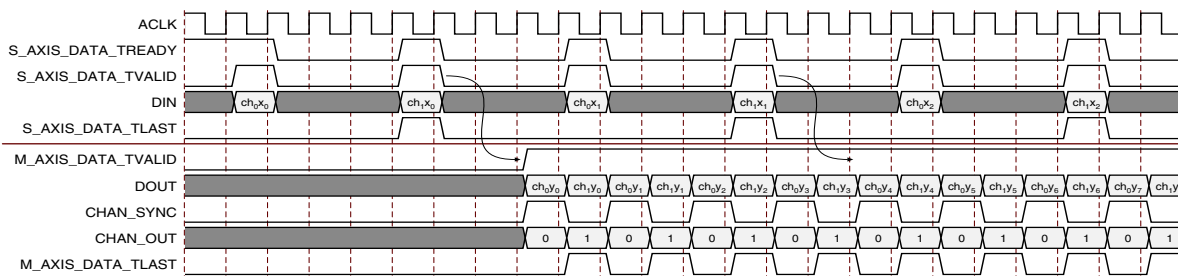 ACLK
S_AXIS_DATA_TREADY
S_AXIS_DATA_TVALID
DIN ch₀x₀ ch₁x₀ ch₀x₁ ch₁x₁ ch₀x₂ ch₁x₂
S_AXIS_DATA_TLAST
M_AXIS_DATA_TVALID
DOUT ch₀y₀ ch₁y₀ ch₀y₁ ch₁y₁ ch₀y₂ ch₁y₂ ch₀y₃ ch₁y₃ ch₀y₄ ch₁y₄ ch₀y₅ ch₁y₅ ch₀y₆ ch₁y₆ ch₀y₇ ch₁y
CHAN_SYNC
CHAN_OUT 0 1 0 1 0 1 0 1 0 1 0 1 0 1 0 1
M_AXIS_DATA_TLAST